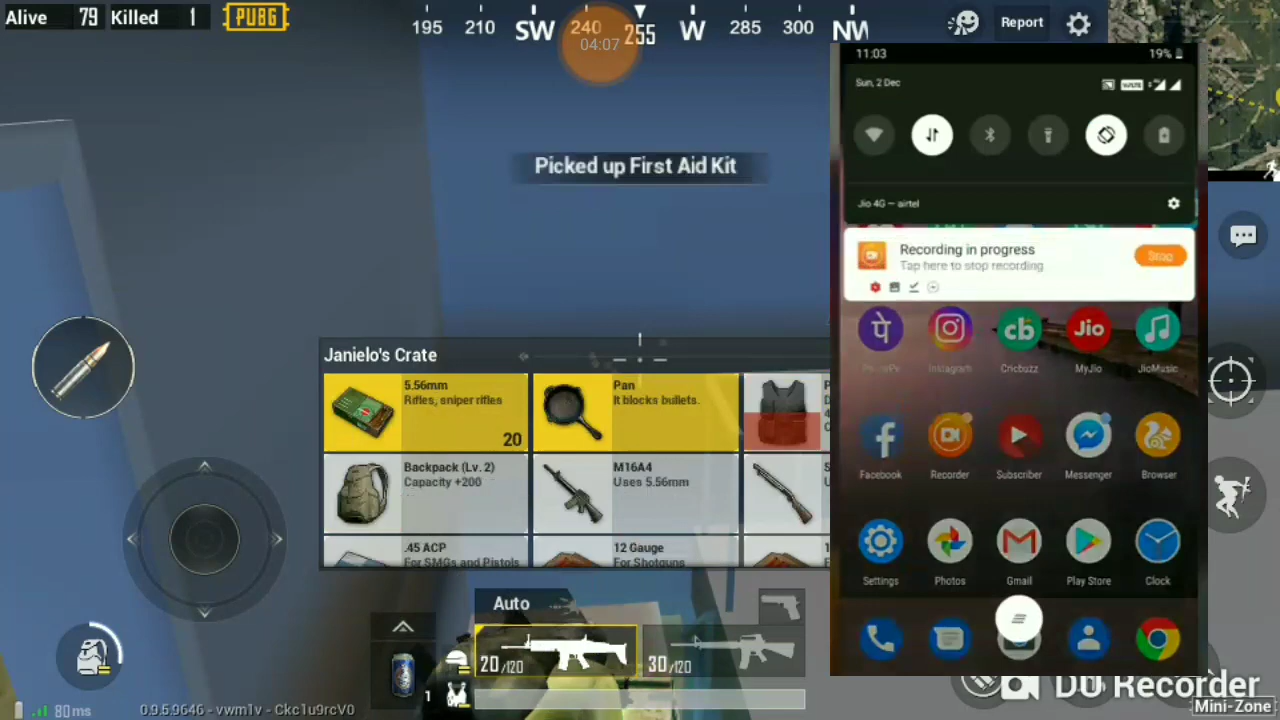 Alive 79 Killed 1 PUBG
195 210 SW 240 255 W 285 300 NW
04:07
Report
Picked up First Aid Kit
Janielo's Crate
5.56mm
Rifles, sniper rifles
20
Pan
It blocks bullets.
Backpack (Lv. 2)
Capacity +200
M16A4
Uses 5.56mm
.45 ACP
For SMGs and Pistols
12 Gauge
For Shotguns
Auto
20/120
30/120
1
80ms
0.9.5.9646 - vwm1v - Ckc1u9rcV0
11:03 19%
Sun, 2 Dec
VoLTE
Jio 4G — airtel
Recording in progress
Tap here to stop recording
Stop
पे
PhonePe Instagram Cricbuzz MyJio JioMusic
cb
Jio
Facebook Recorder Subscriber Messenger Browser
Settings Photos Gmail Play Store Clock
DU Recorder
Mini-Zone